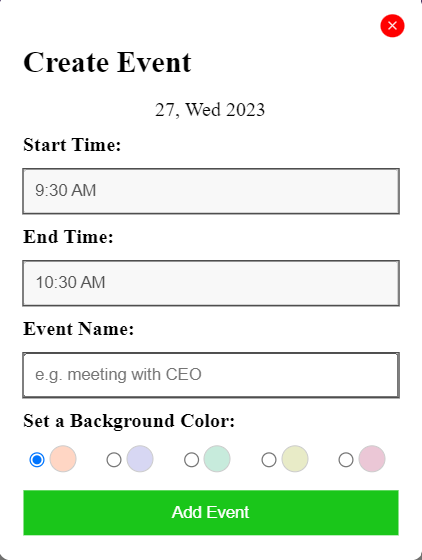 Create Event
27, Wed 2023
Start Time:
9:30 AM
End Time:
10:30 AM
Event Name:
e.g. meeting with CEO
Set a Background Color:
Add Event